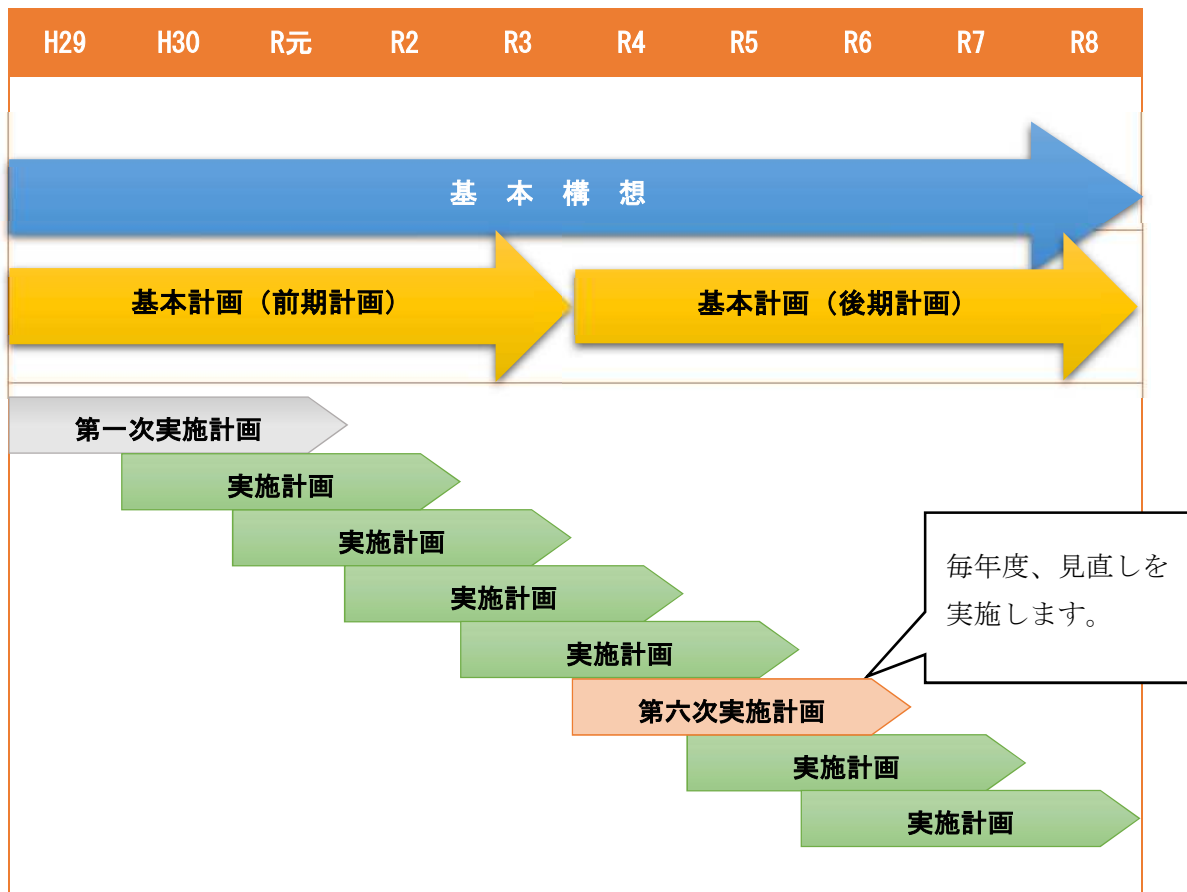 H29 H30 R元 R2 R3 R4 R5 R6 R7 R8
基本構想
基本計画（前期計画） 基本計画（後期計画）
第一次実施計画
実施計画
実施計画
実施計画
実施計画
毎年度、見直しを
実施します。
第六次実施計画
実施計画
実施計画